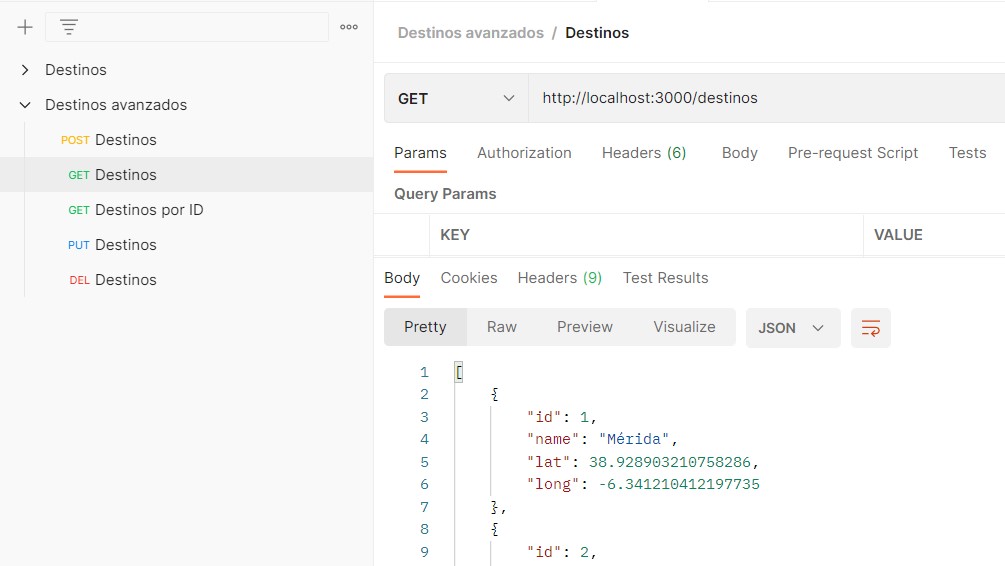 Destinos
Destinos avanzados
POST Destinos
GET Destinos
GET Destinos por ID
PUT Destinos
DEL Destinos
Destinos avanzados / Destinos
GET http://localhost:3000/destinos
Params Authorization Headers (6) Body Pre-request Script Tests
Query Params
KEY VALUE
Body Cookies Headers (9) Test Results
Pretty Raw Preview Visualize JSON
1 [
2 {
3 "id": 1,
4 "name": "Mérida",
5 "lat": 38.928903210758286,
6 "long": -6.341210412197735
7 },
8 {
9 "id": 2,